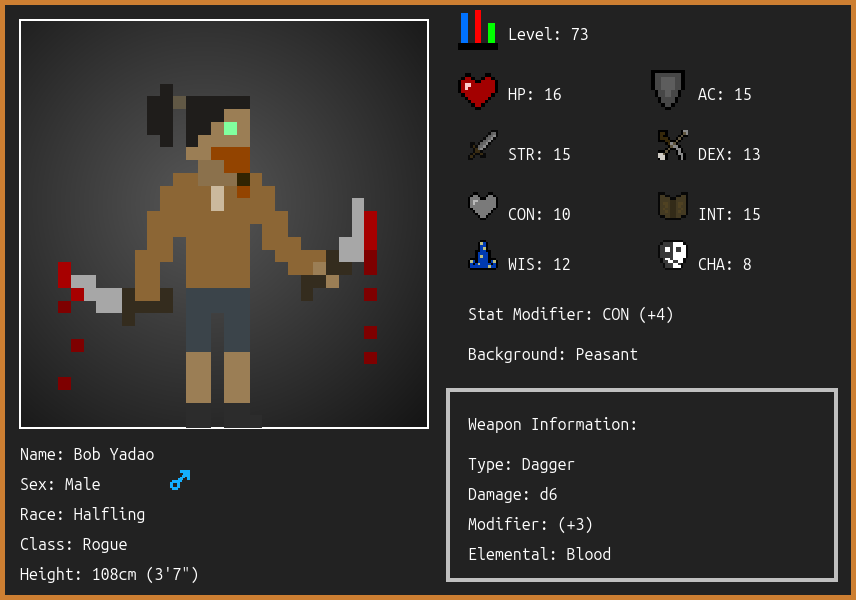 Level: 73
HP: 16
AC: 15
STR: 15
DEX: 13
CON: 10
INT: 15
WIS: 12
CHA: 8
Stat Modifier: CON (+4)
Background: Peasant
Weapon Information:
Type: Dagger
Damage: d6
Modifier: (+3)
Elemental: Blood
Name: Bob Yadao
Sex: Male
Race: Halfling
Class: Rogue
Height: 108cm (3'7")